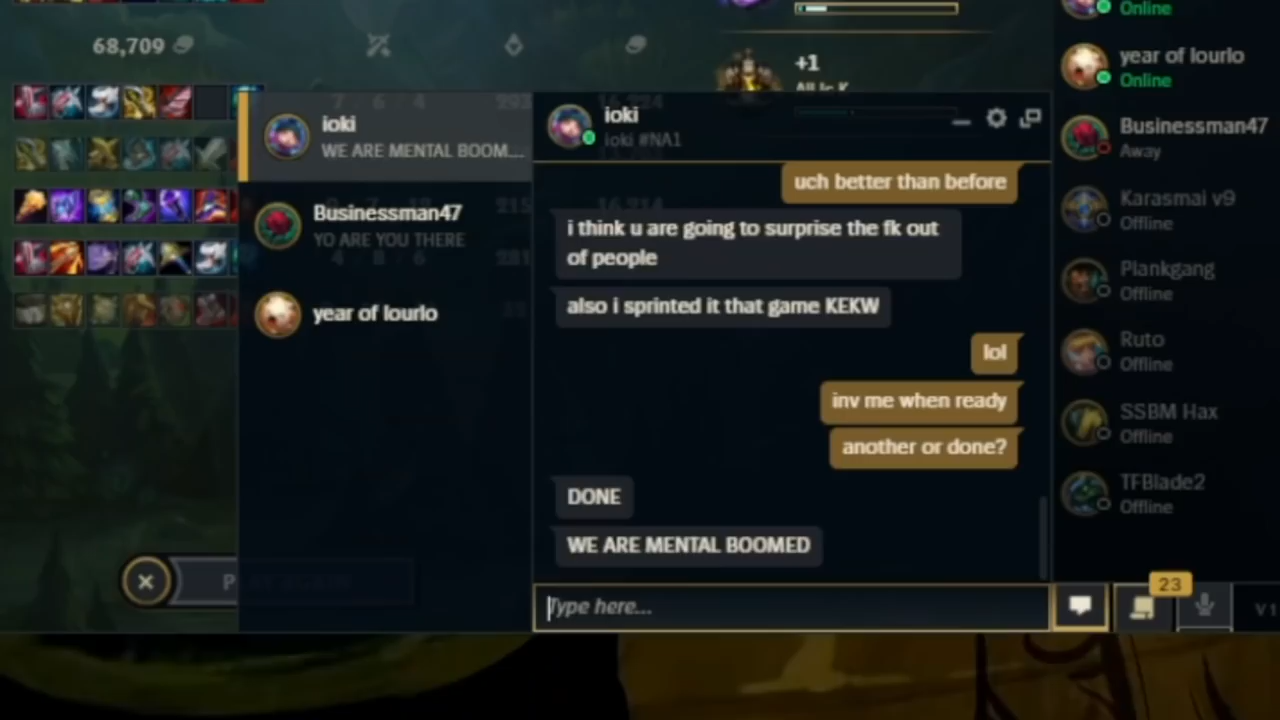 Online
68,709
year of lourlo
Online
+1
ioki
WE ARE MENTAL BOOM...
ioki
ioki #NA1
Businessman47
Away
uch better than before
Karasmai v9
Offline
Businessman47
YO ARE YOU THERE
i think u are going to surprise the fk out
of people
Plankgang
Offline
year of lourlo
also i sprinted it that game KEKW
lol
Ruto
Offline
inv me when ready
another or done?
SSBM Hax
Offline
DONE
TFBlade2
Offline
WE ARE MENTAL BOOMED
Type here...
23
V1